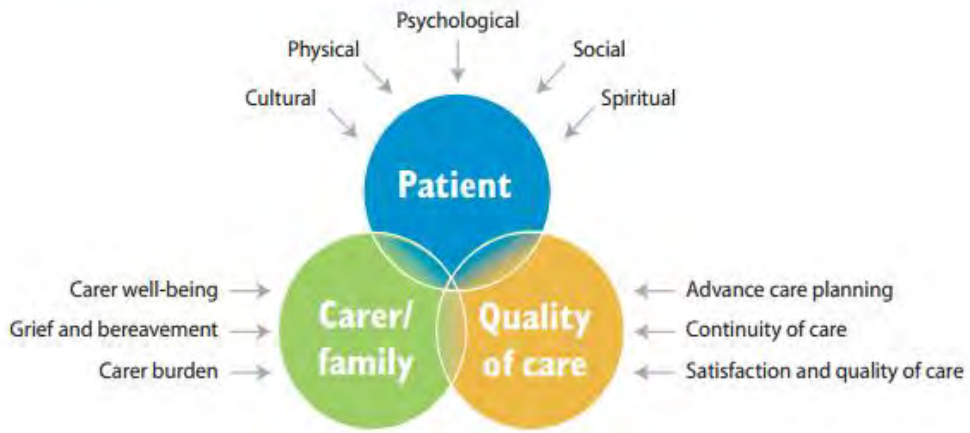 Psychological
Physical
Social
Cultural
Spiritual
Patient
Carer well-being
Grief and bereavement
Carer burden
Carer/
family
Quality
of care
Advance care planning
Continuity of care
Satisfaction and quality of care